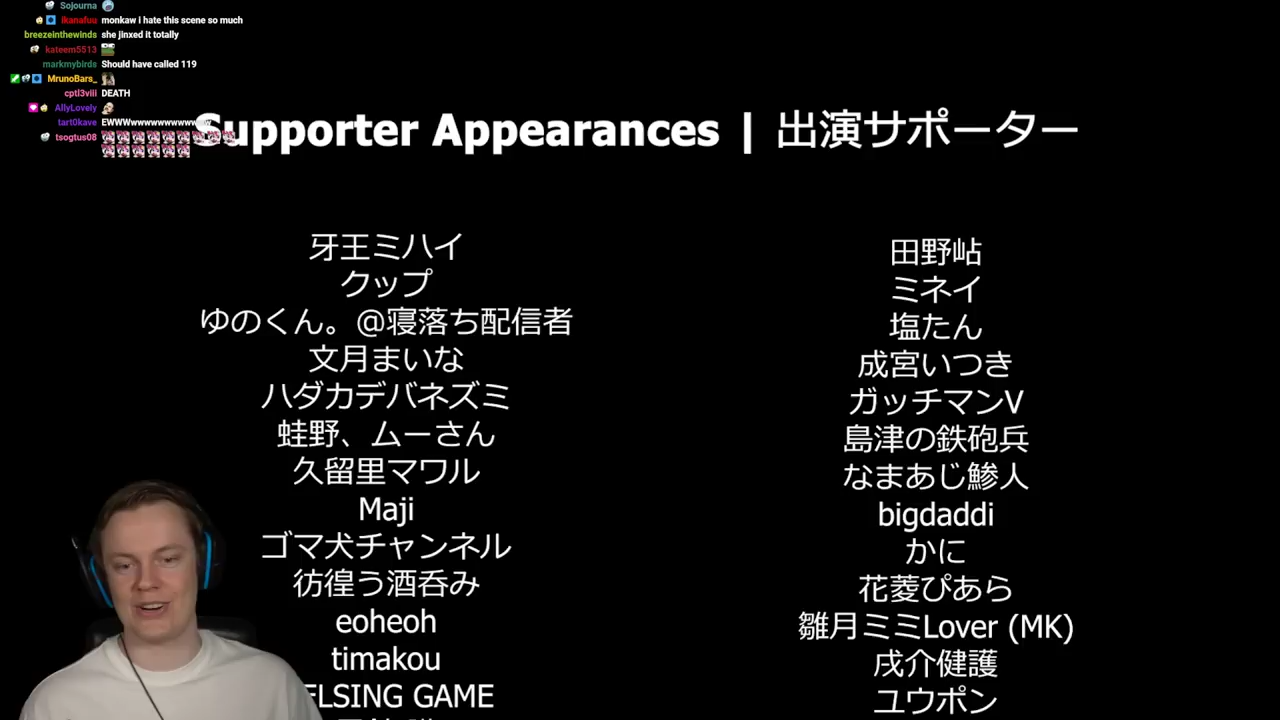 Sojourna
ikanafuu monkaw i hate this scene so much
breezeinthewinds she jinxed it totally
kateem5513
markmybirds Should have called 119
MrunoBars_
cptl3viii DEATH
AllyLovely
tart0kave EWWWwwwwwwwwwww
tsogtus08
Supporter Appearances | 出演サポーター
牙王ミハイ
クップ
ゆのくん。@寝落ち配信者
文月まいな
ハダカデバネズミ
蛙野、ムーさん
久留里マワル
Maji
ゴマ犬チャンネル
彷徨う酒呑み
eoheoh
timakou
ELSING GAME
田野岾
ミネイ
塩たん
成宮いつき
ガッチマンV
島津の鉄砲兵
なまあじ鯵人
bigdaddi
かに
花菱ぴあら
雛月ミミLover (MK)
戌介健護
ユウポン